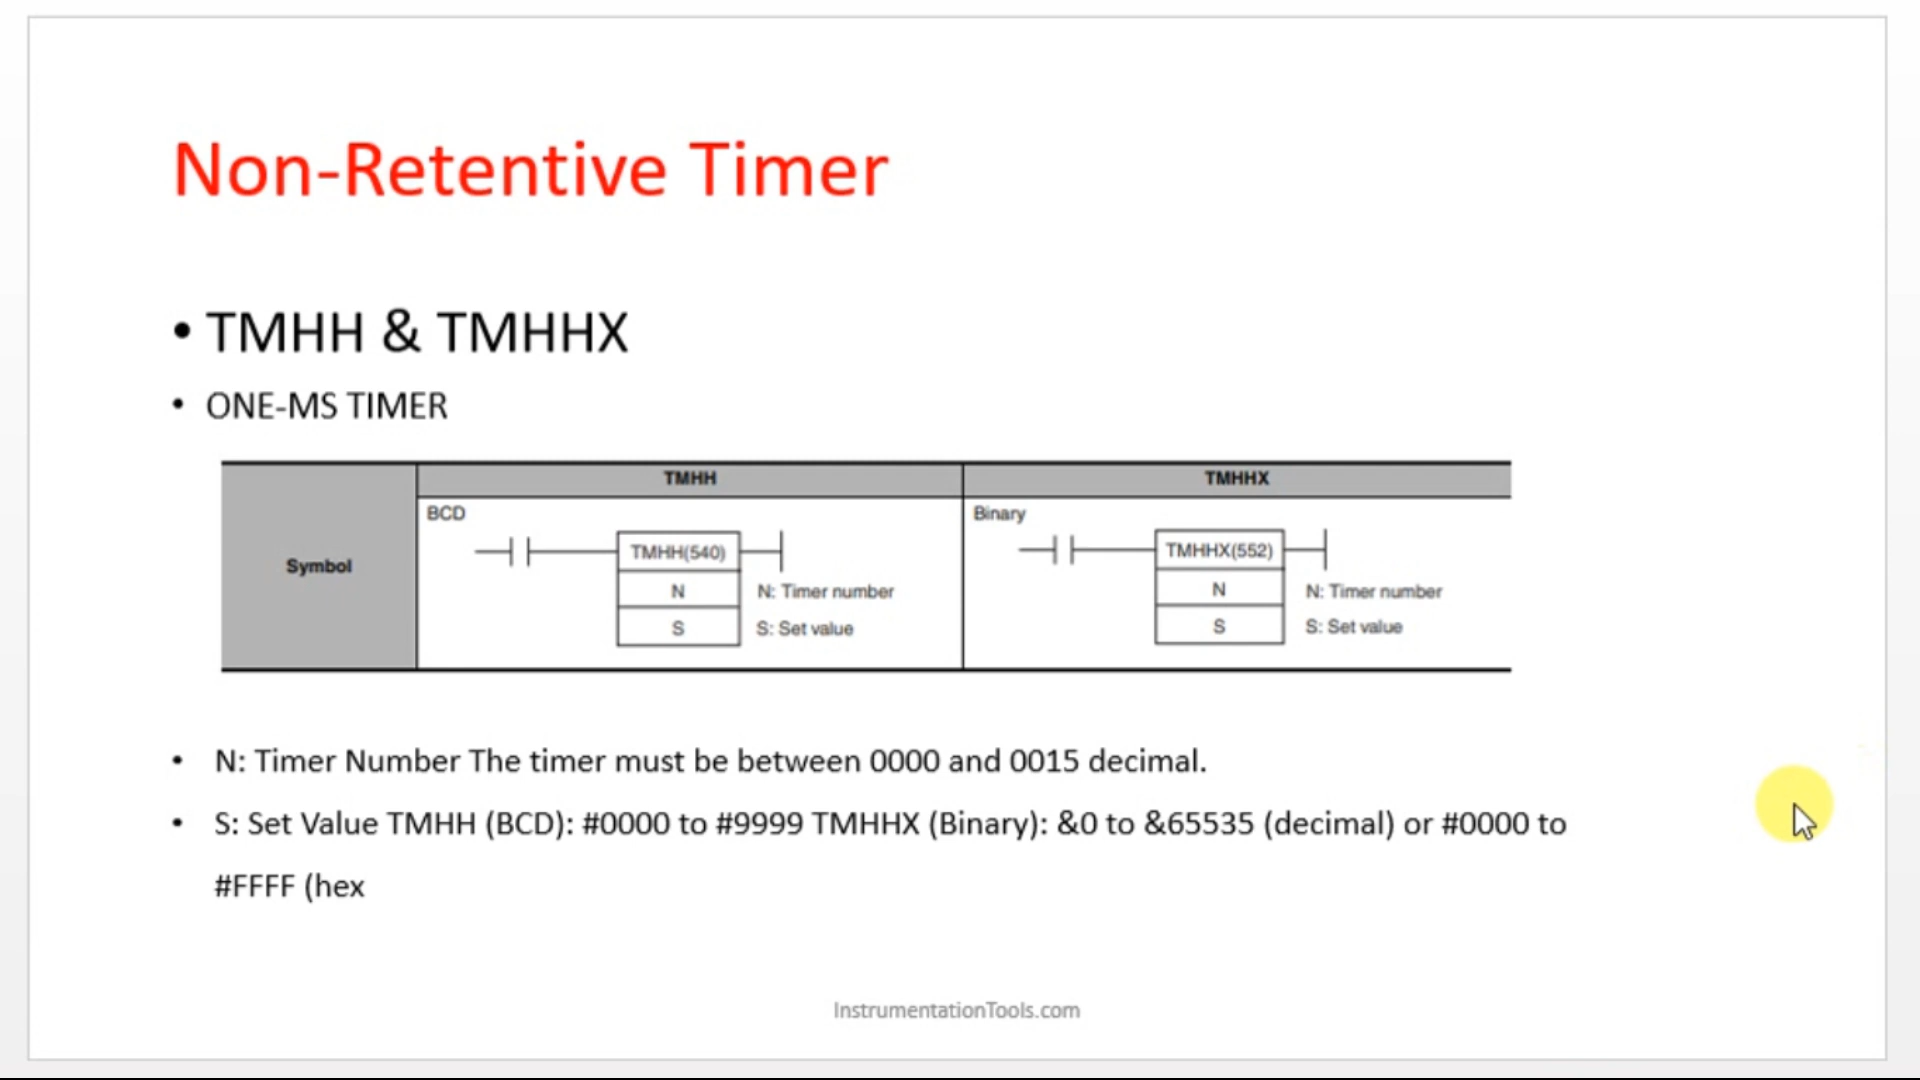 Non-Retentive Timer
• TMHH & TMHHX
• ONE-MS TIMER
Symbol
TMHH
BCD
TMHH(540)
N
S
N: Timer number
S: Set value
TMHHX
Binary
TMHHX(552)
N
S
N: Timer number
S: Set value
• N: Timer Number The timer must be between 0000 and 0015 decimal.
• S: Set Value TMHH (BCD): #0000 to #9999 TMHHX (Binary): &0 to &65535 (decimal) or #0000 to
#FFFF (hex
InstrumentationTools.com